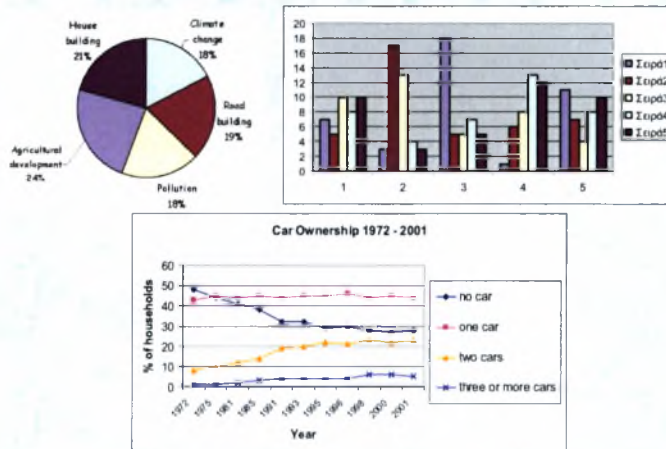 House
building
21%
Climate
change
18%
Road
building
19%
Pollution
18%
Agricultural
development
24%
20
18
16
14
12
10
8
6
4
2
0
1 2 3 4 5
Σειρά1
Σειρά2
Σειρά3
Σειρά4
Σειρά5
Car Ownership 1972 - 2001
% of households
60
50
40
30
20
10
0
1972 1975 1981 1985 1991 1993 1995 1996 1998 2000 2001
Year
no car
one car
two cars
three or more cars